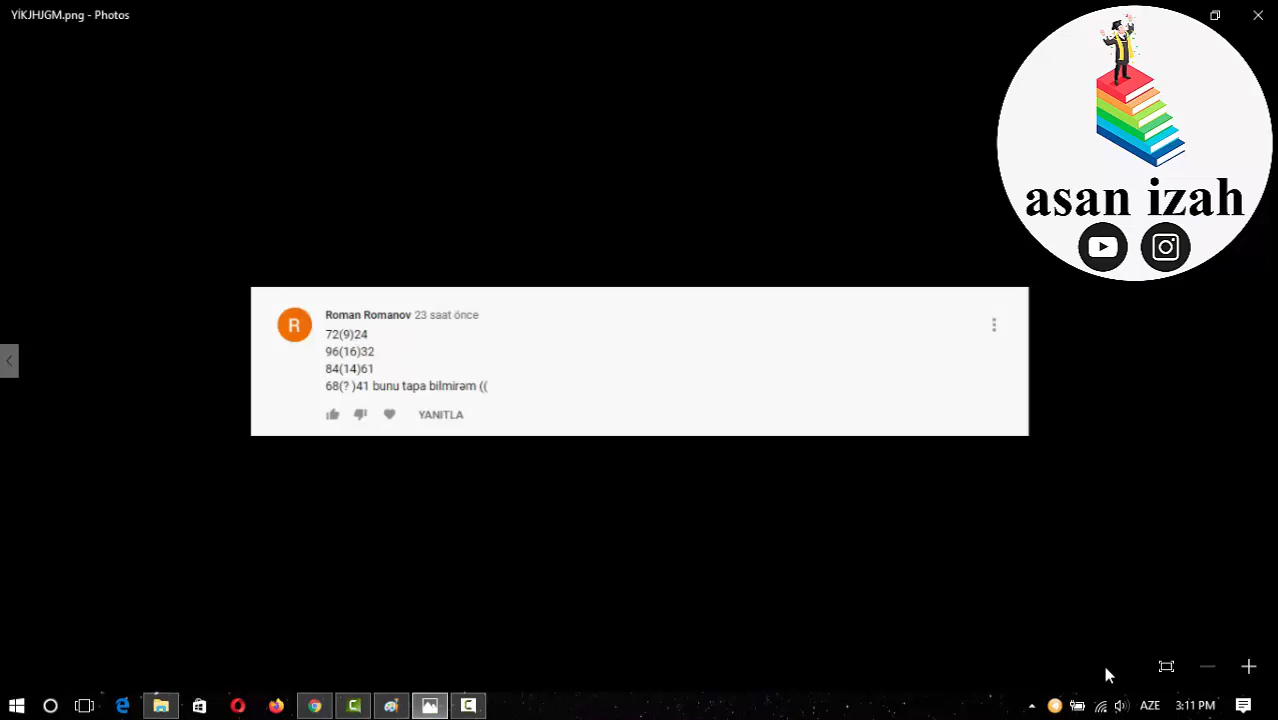 YİKJHJGM.png - Photos
asan izah
Roman Romanov 23 saat önce
R
72(9)24
96(16)32
84(14)61
68(? )41 bunu tapa bilmirəm ((
YANITLA
AZE 3:11 PM